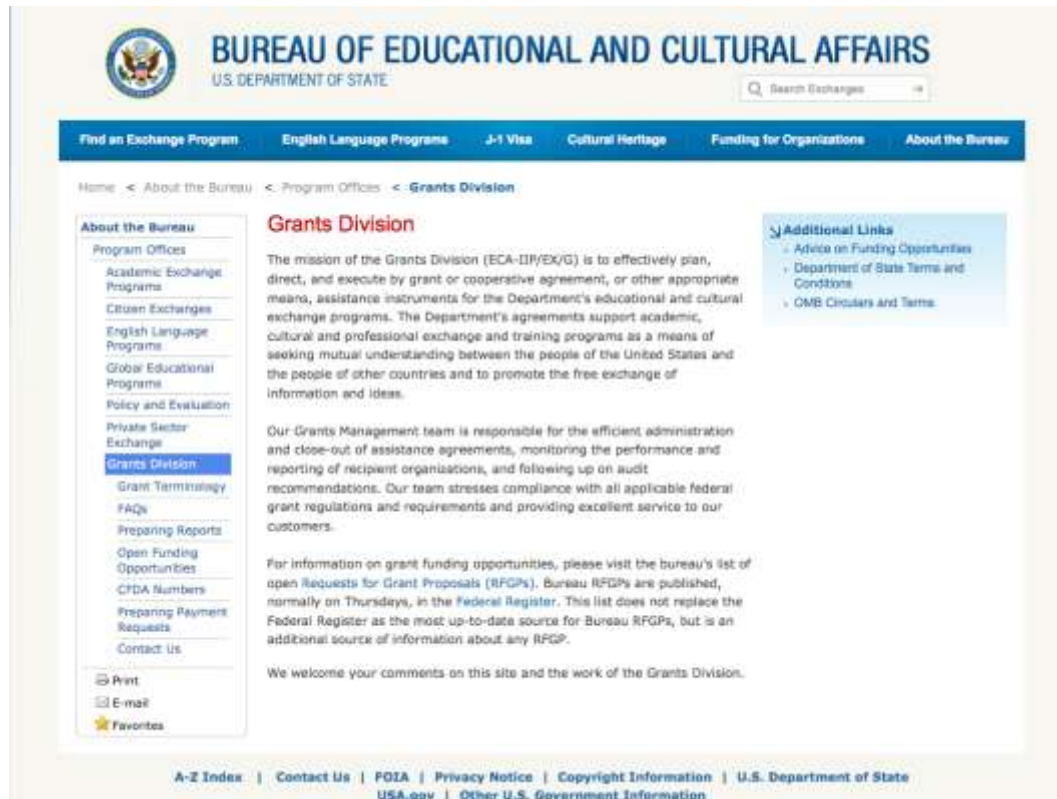 BUREAU OF EDUCATIONAL AND CULTURAL AFFAIRS
U.S. DEPARTMENT OF STATE
Search Exchanges
Find an Exchange Program English Language Programs J-1 Visa Cultural Heritage Funding for Organizations About the Bureau
Home < About the Bureau < Program Offices < Grants Division
About the Bureau
Program Offices
Academic Exchange
Programs
Citizen Exchanges
English Language
Programs
Global Educational
Programs
Policy and Evaluation
Private Sector
Exchange
Grants Division
Grant Terminology
FAQs
Preparing Reports
Open Funding
Opportunities
CFDA Numbers
Preparing Payment
Requests
Contact Us
Print
E-mail
Favorites
Grants Division
The mission of the Grants Division (ECA-IIP/EX/G) is to effectively plan,
direct, and execute by grant or cooperative agreement, or other appropriate
means, assistance instruments for the Department's educational and cultural
exchange programs. The Department's agreements support academic,
cultural and professional exchange and training programs as a means of
seeking mutual understanding between the people of the United States and
the people of other countries and to promote the free exchange of
information and ideas.
Our Grants Management team is responsible for the efficient administration
and close-out of assistance agreements, monitoring the performance and
reporting of recipient organizations, and following up on audit
recommendations. Our team stresses compliance with all applicable federal
grant regulations and requirements and providing excellent service to our
customers.
For information on grant funding opportunities, please visit the bureau's list of
open Requests for Grant Proposals (RFGPs). Bureau RFGPs are published,
normally on Thursdays, in the Federal Register. This list does not replace the
Federal Register as the most up-to-date source for Bureau RFGPs, but is an
additional source of information about any RFGP.
We welcome your comments on this site and the work of the Grants Division.
Additional Links
Advice on Funding Opportunities
Department of State Terms and
Conditions
OMB Circulars and Terms
A-Z Index | Contact Us | FOIA | Privacy Notice | Copyright Information | U.S. Department of State
USA.gov | Other U.S. Government Information